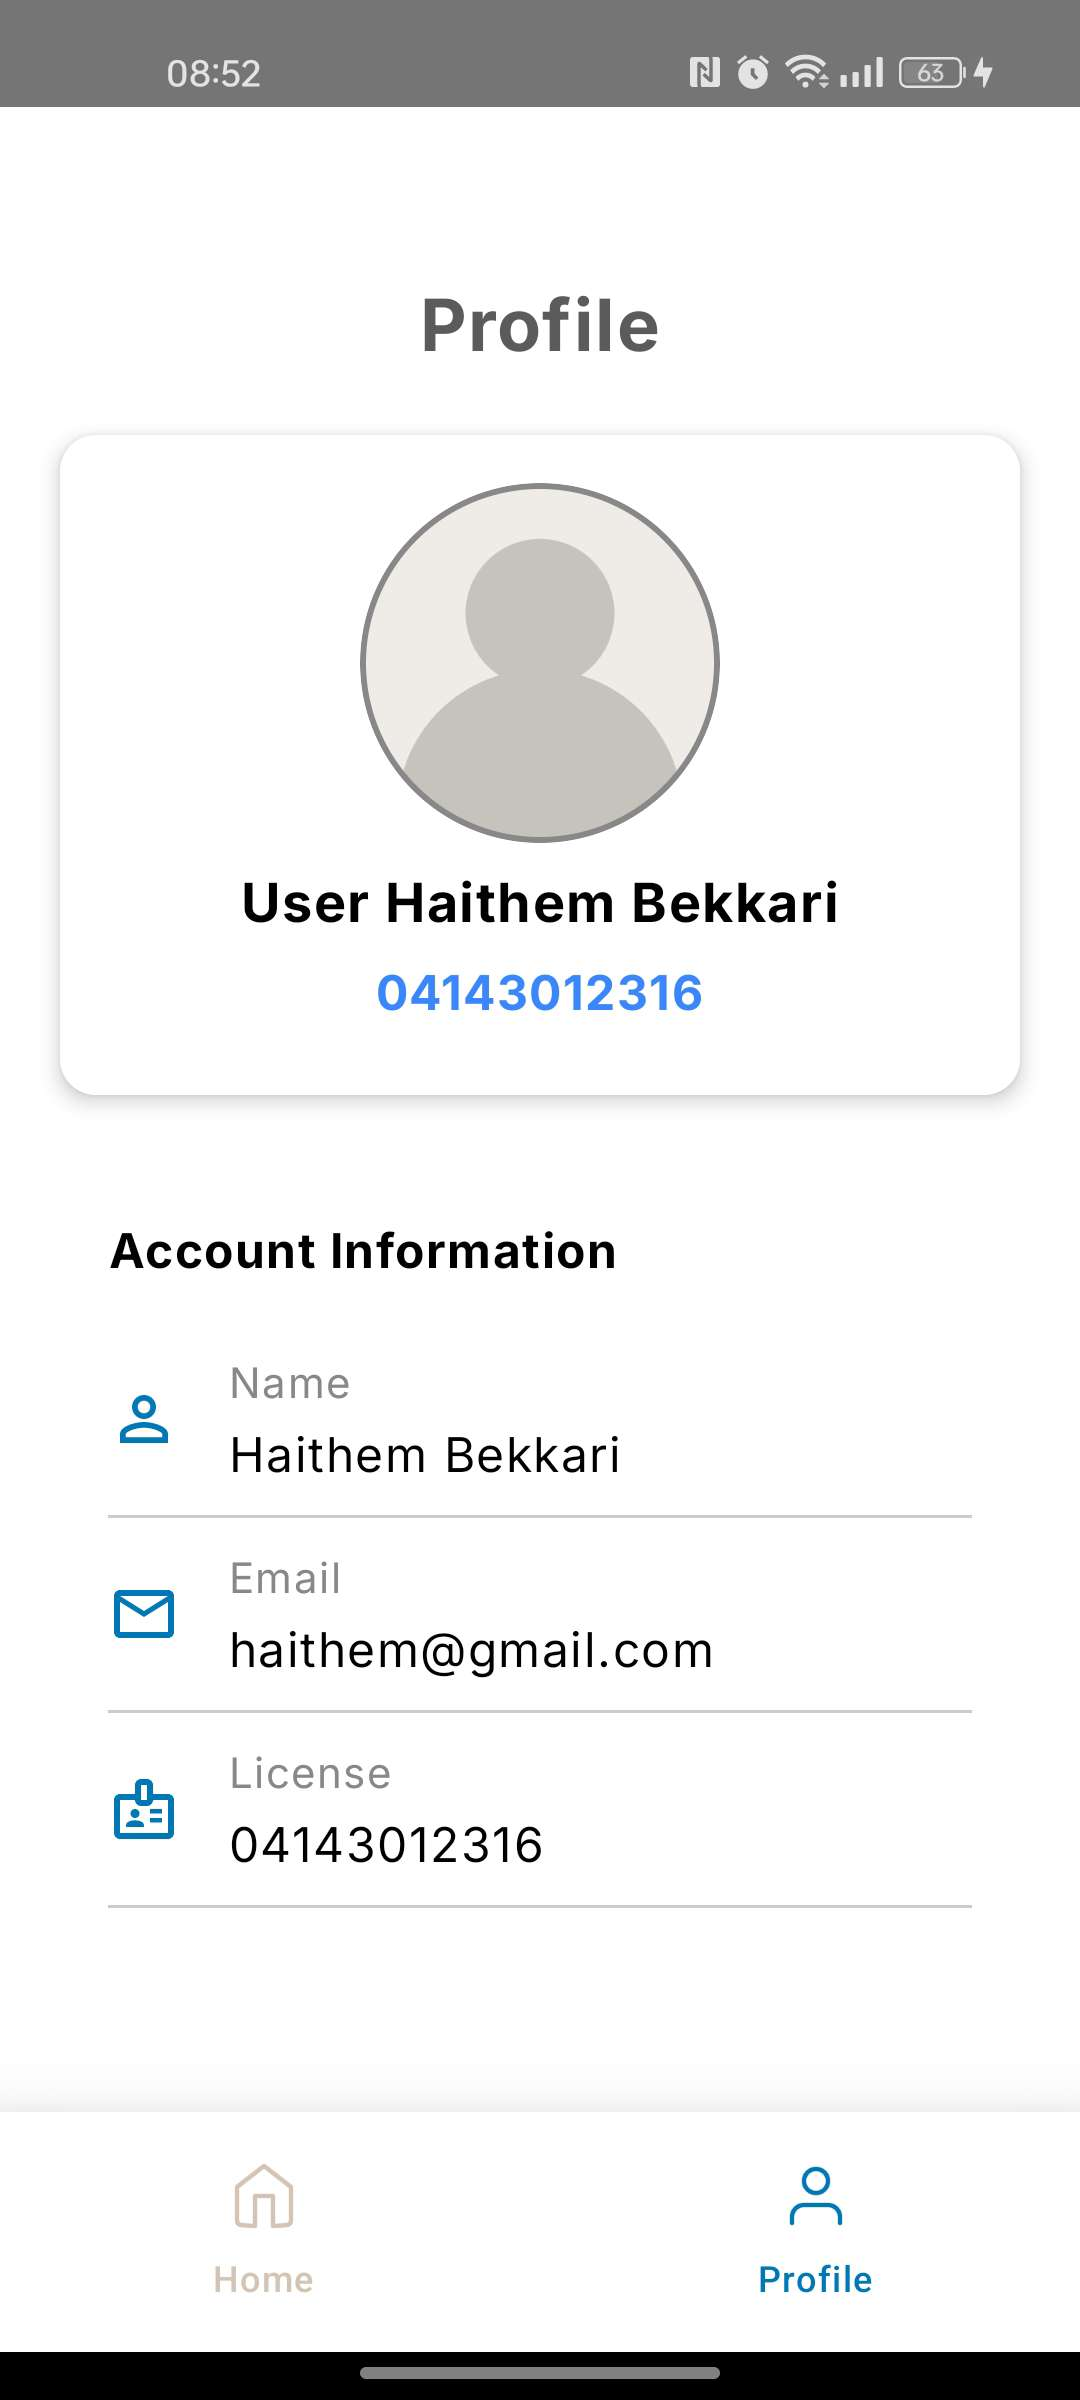 08:52
63
Profile
User Haithem Bekkari
04143012316
Account Information
Name
Haithem Bekkari
Email
haithem@gmail.com
License
04143012316
Home
Profile